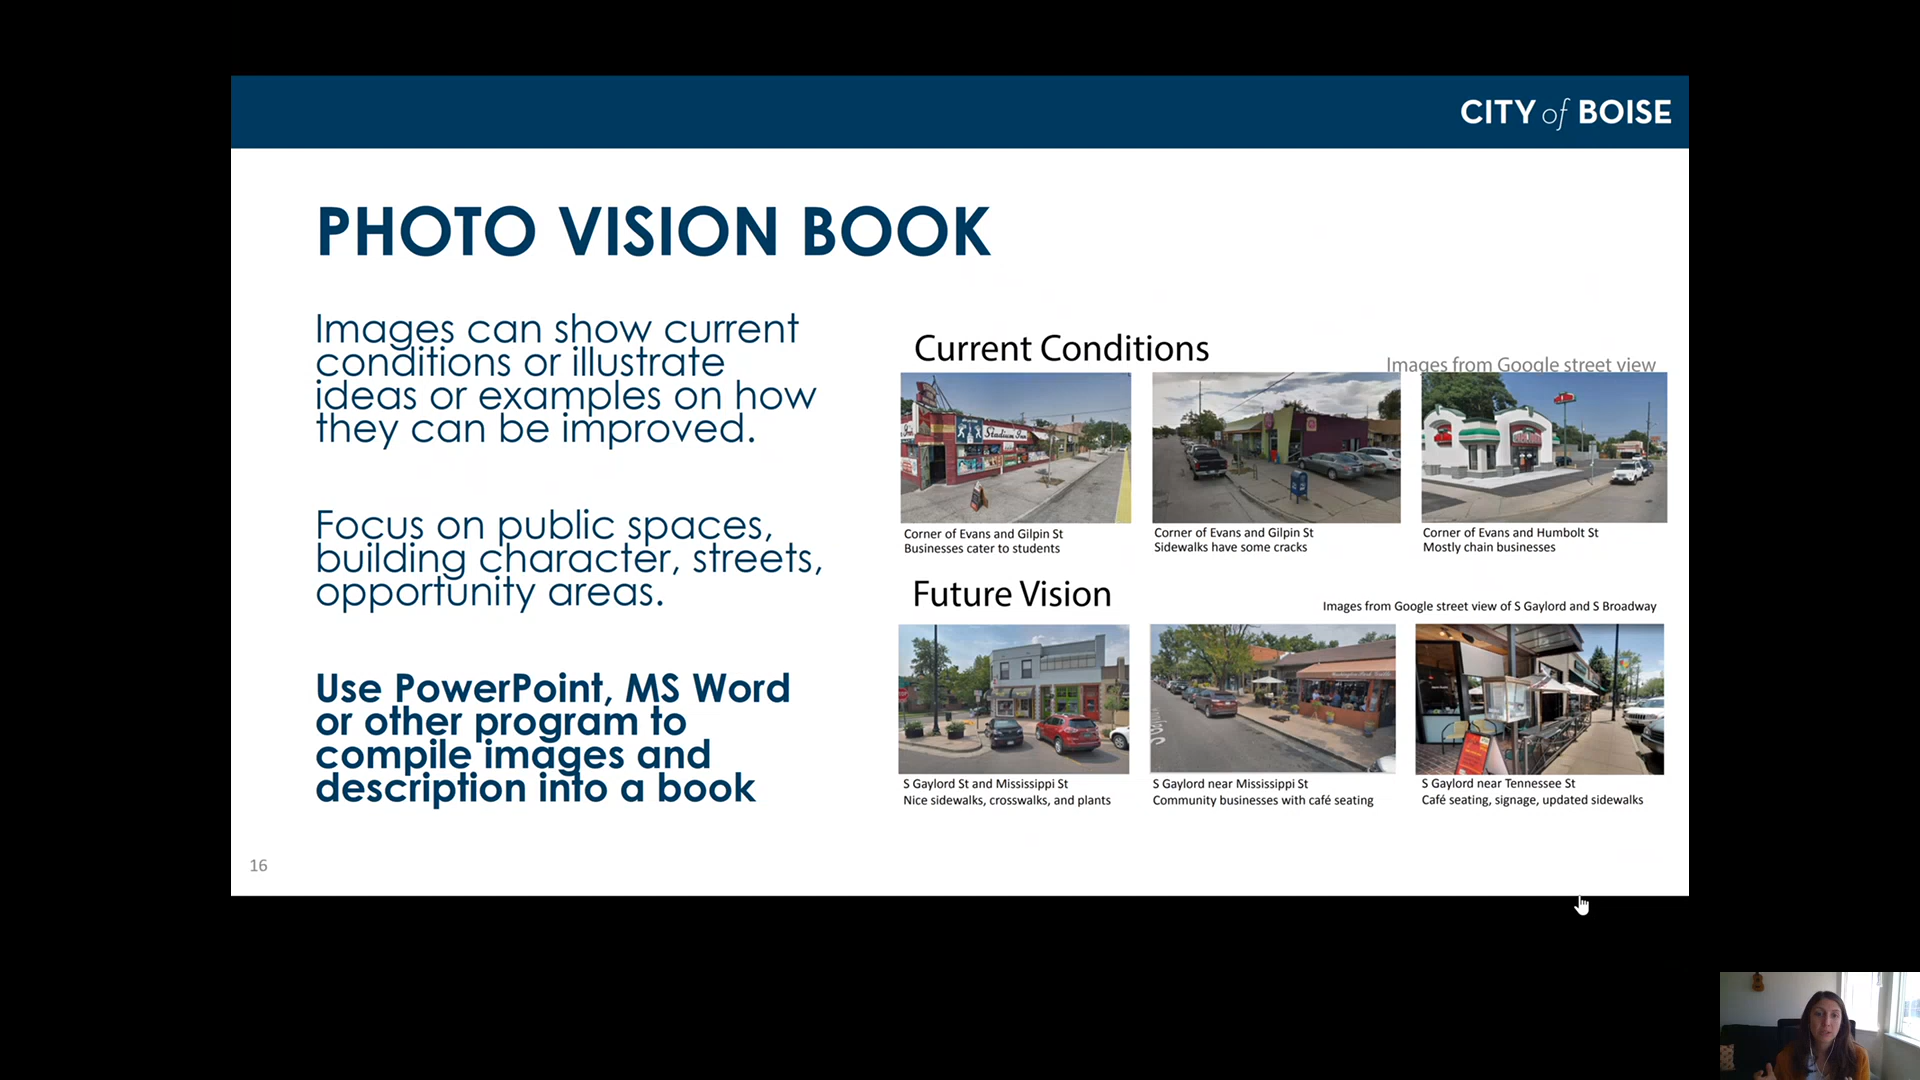 CITY of BOISE
PHOTO VISION BOOK
Images can show current
conditions or illustrate
ideas or examples on how
they can be improved.
Focus on public spaces,
building character, streets,
opportunity areas.
Use PowerPoint, MS Word
or other program to
compile images and
description into a book
16
Current Conditions
Images from Google street view
Stadium Inn
Corner of Evans and Gilpin St
Businesses cater to students
Corner of Evans and Gilpin St
Sidewalks have some cracks
Corner of Evans and Humbolt St
Mostly chain businesses
Future Vision
Images from Google street view of S Gaylord and S Broadway
S Gaylord St and Mississippi St
Nice sidewalks, crosswalks, and plants
S Gaylord near Mississippi St
Community businesses with café seating
S Gaylord near Tennessee St
Café seating, signage, updated sidewalks